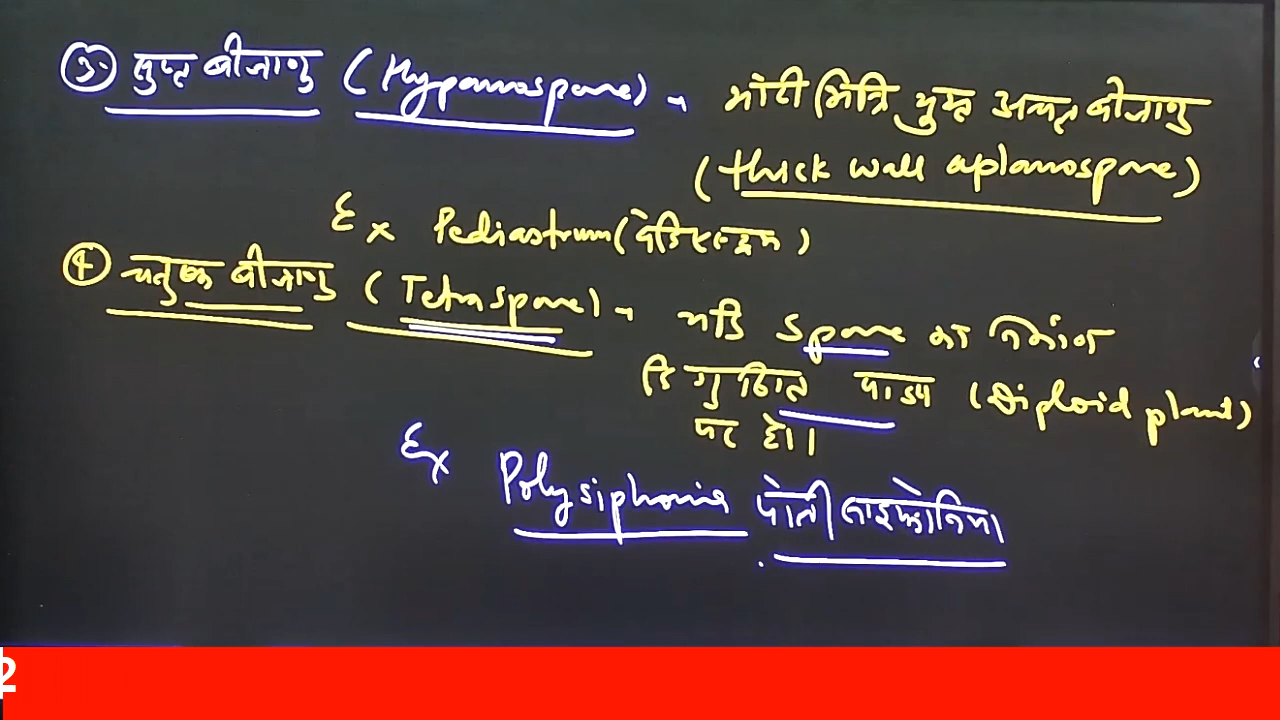 ③ सुप्त बीजाणु (Hypnospore) - मोटी भित्ति युक्त अचल बीजाणु
(thick wall aplanospore)
Ex Pediastrum (पेडिएस्ट्रम)
④ चतुष्क बीजाणु (Tetraspore) - यदि spore का निर्माण
द्विगुणित पादप (Diploid plant)
पर हो।
Ex Polysiphonia पोलीसाइफोनिया
2